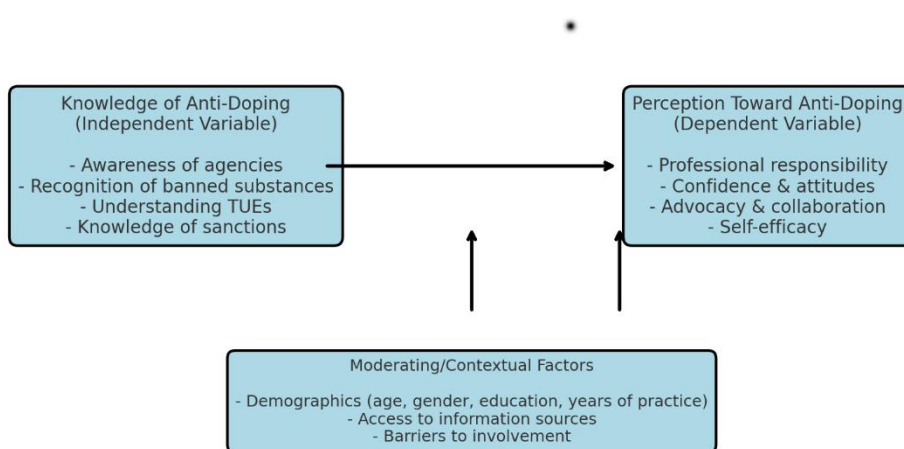 Knowledge of Anti-Doping
(Independent Variable)
- Awareness of agencies
- Recognition of banned substances
- Understanding TUEs
- Knowledge of sanctions
Perception Toward Anti-Doping
(Dependent Variable)
- Professional responsibility
- Confidence & attitudes
- Advocacy & collaboration
- Self-efficacy
Moderating/Contextual Factors
- Demographics (age, gender, education, years of practice)
- Access to information sources
- Barriers to involvement